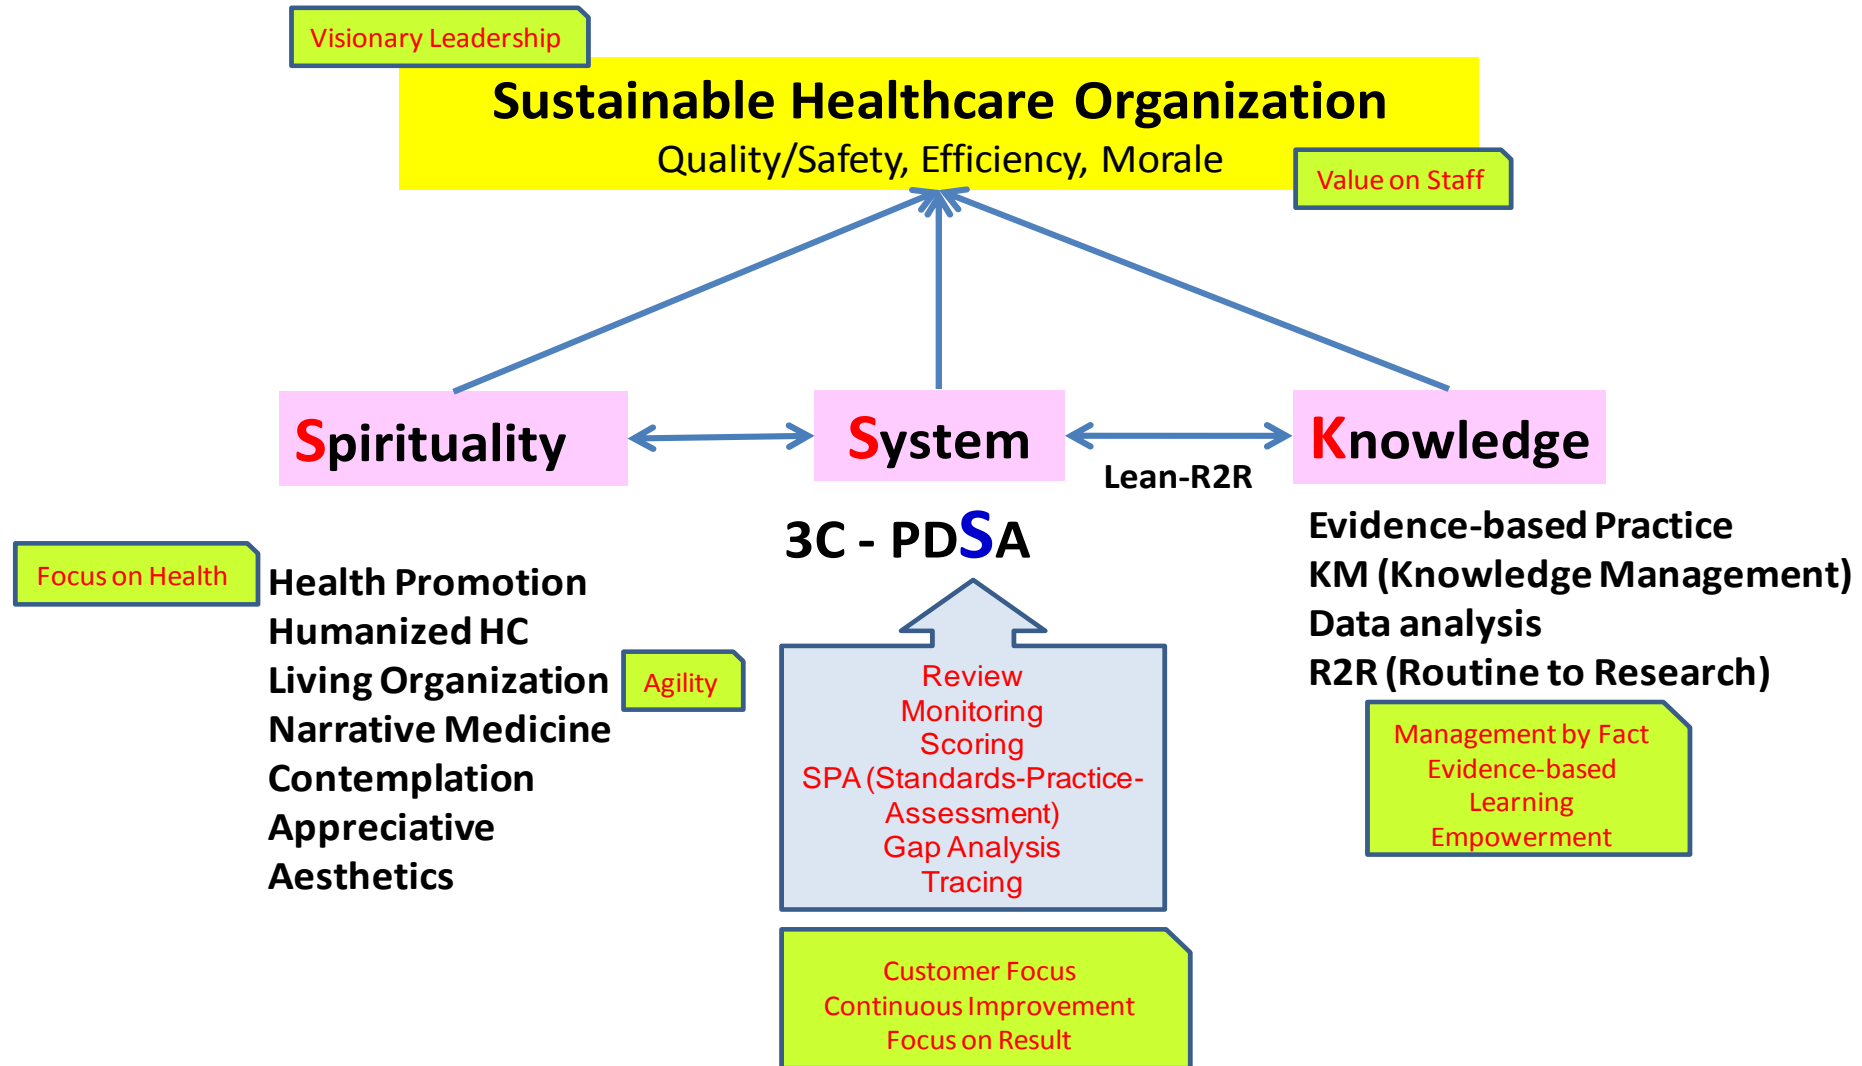 Visionary Leadership
Sustainable Healthcare Organization
Quality/Safety, Efficiency, Morale
Value on Staff
Spirituality
System
Knowledge
Lean-R2R
3C - PDSA
Focus on Health
Health Promotion
Humanized HC
Living Organization
Narrative Medicine
Contemplation
Appreciative
Aesthetics
Agility
Review
Monitoring
Scoring
SPA (Standards-Practice-
Assessment)
Gap Analysis
Tracing
Customer Focus
Continuous Improvement
Focus on Result
Evidence-based Practice
KM (Knowledge Management)
Data analysis
R2R (Routine to Research)
Management by Fact
Evidence-based
Learning
Empowerment